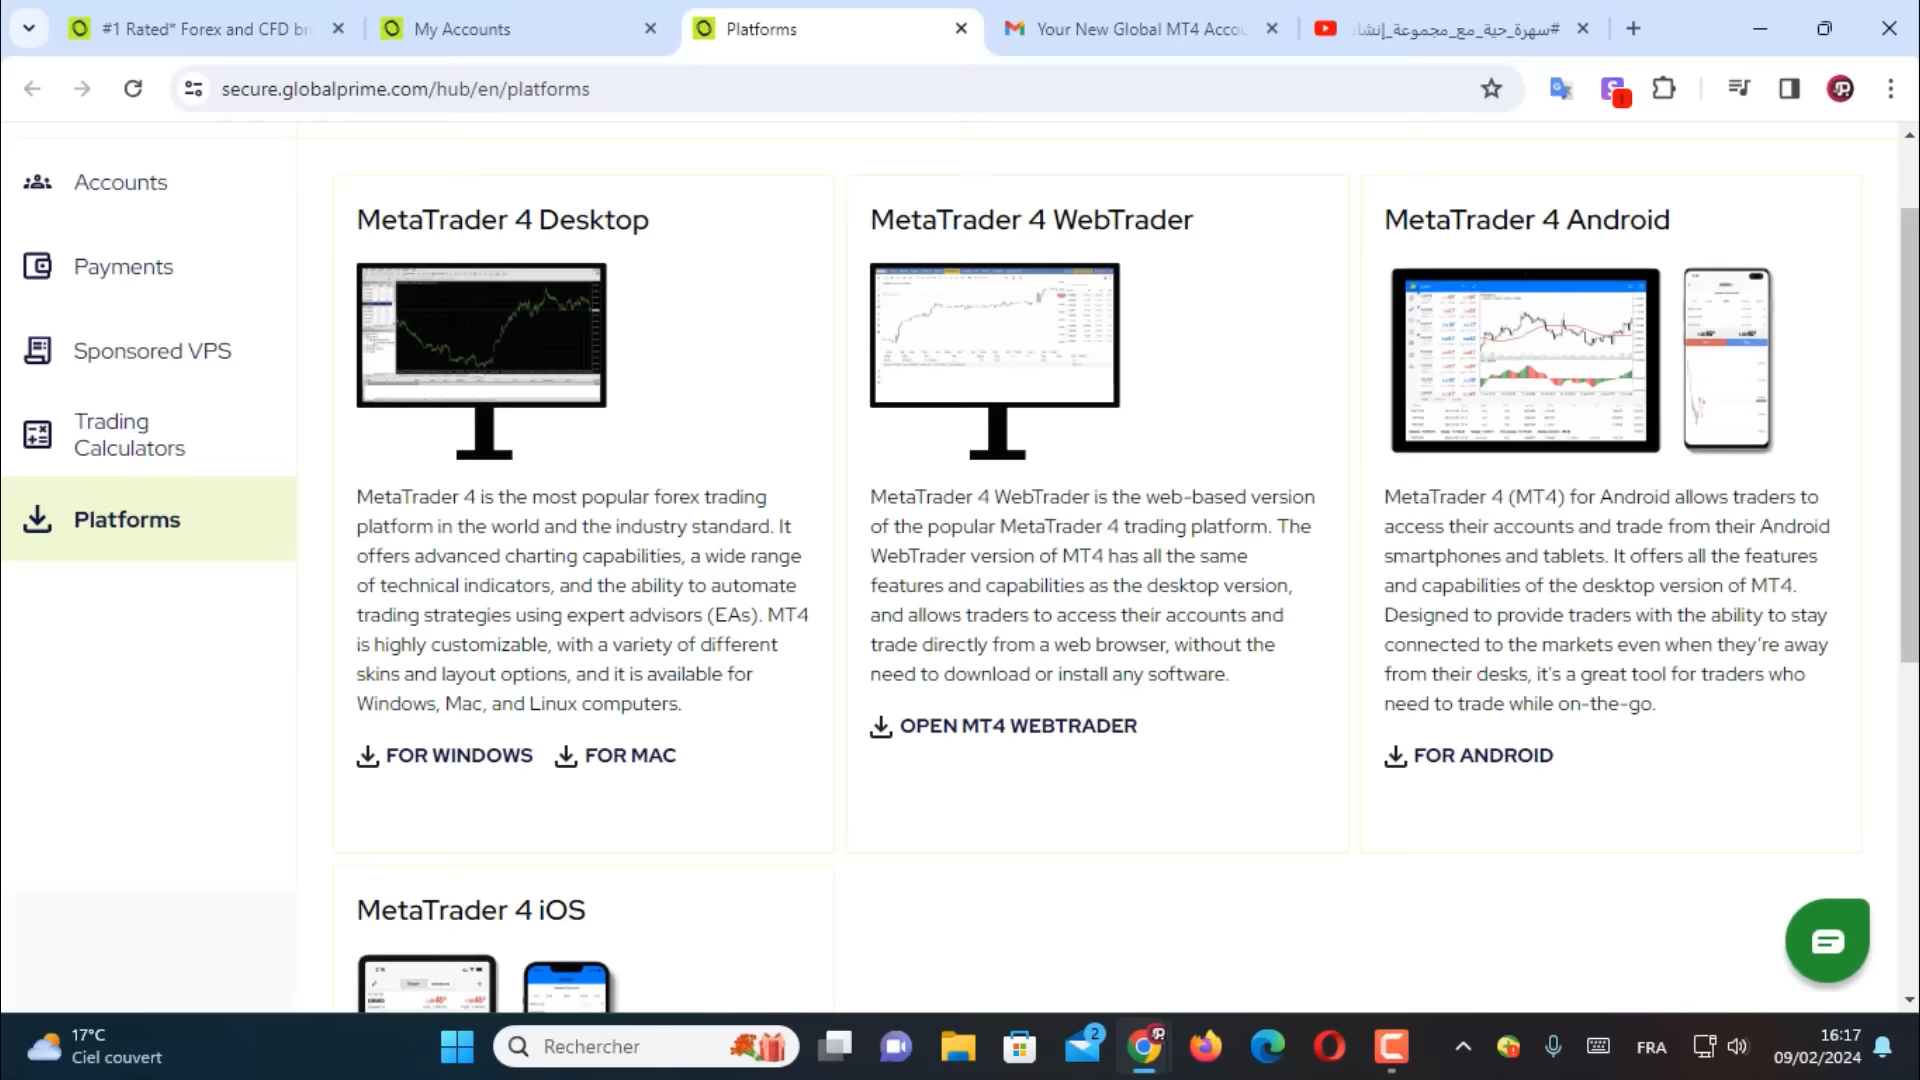 #1 Rated* Forex and CFD br
My Accounts
Platforms
Your New Global MT4 Accou
#سهرة_حية_مع_مجموعة_إنشا
secure.globalprime.com/hub/en/platforms
Accounts
Payments
Sponsored VPS
Trading
Calculators
Platforms
MetaTrader 4 Desktop
MetaTrader 4 is the most popular forex trading
platform in the world and the industry standard. It
offers advanced charting capabilities, a wide range
of technical indicators, and the ability to automate
trading strategies using expert advisors (EAs). MT4
is highly customizable, with a variety of different
skins and layout options, and it is available for
Windows, Mac, and Linux computers.
FOR WINDOWS
FOR MAC
MetaTrader 4 WebTrader
MetaTrader 4 WebTrader is the web-based version
of the popular MetaTrader 4 trading platform. The
WebTrader version of MT4 has all the same
features and capabilities as the desktop version,
and allows traders to access their accounts and
trade directly from a web browser, without the
need to download or install any software.
OPEN MT4 WEBTRADER
MetaTrader 4 Android
MetaTrader 4 (MT4) for Android allows traders to
access their accounts and trade from their Android
smartphones and tablets. It offers all the features
and capabilities of the desktop version of MT4.
Designed to provide traders with the ability to stay
connected to the markets even when they're away
from their desks, it's a great tool for traders who
need to trade while on-the-go.
FOR ANDROID
MetaTrader 4 iOS
17°C
Ciel couvert
Rechercher
2
FRA
16:17
09/02/2024